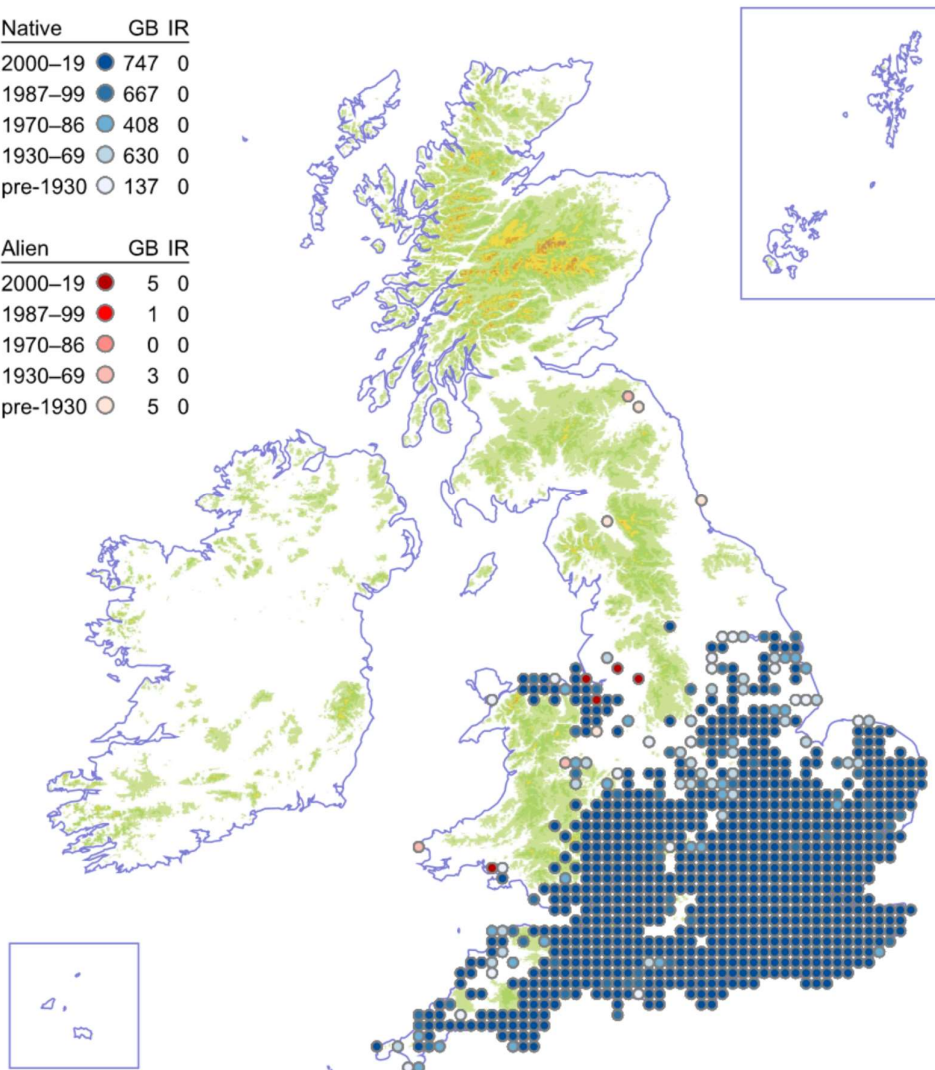 Native GB IR
2000–19 747 0
1987–99 667 0
1970–86 408 0
1930–69 630 0
pre-1930 137 0
Alien GB IR
2000–19 5 0
1987–99 1 0
1970–86 0 0
1930–69 3 0
pre-1930 5 0